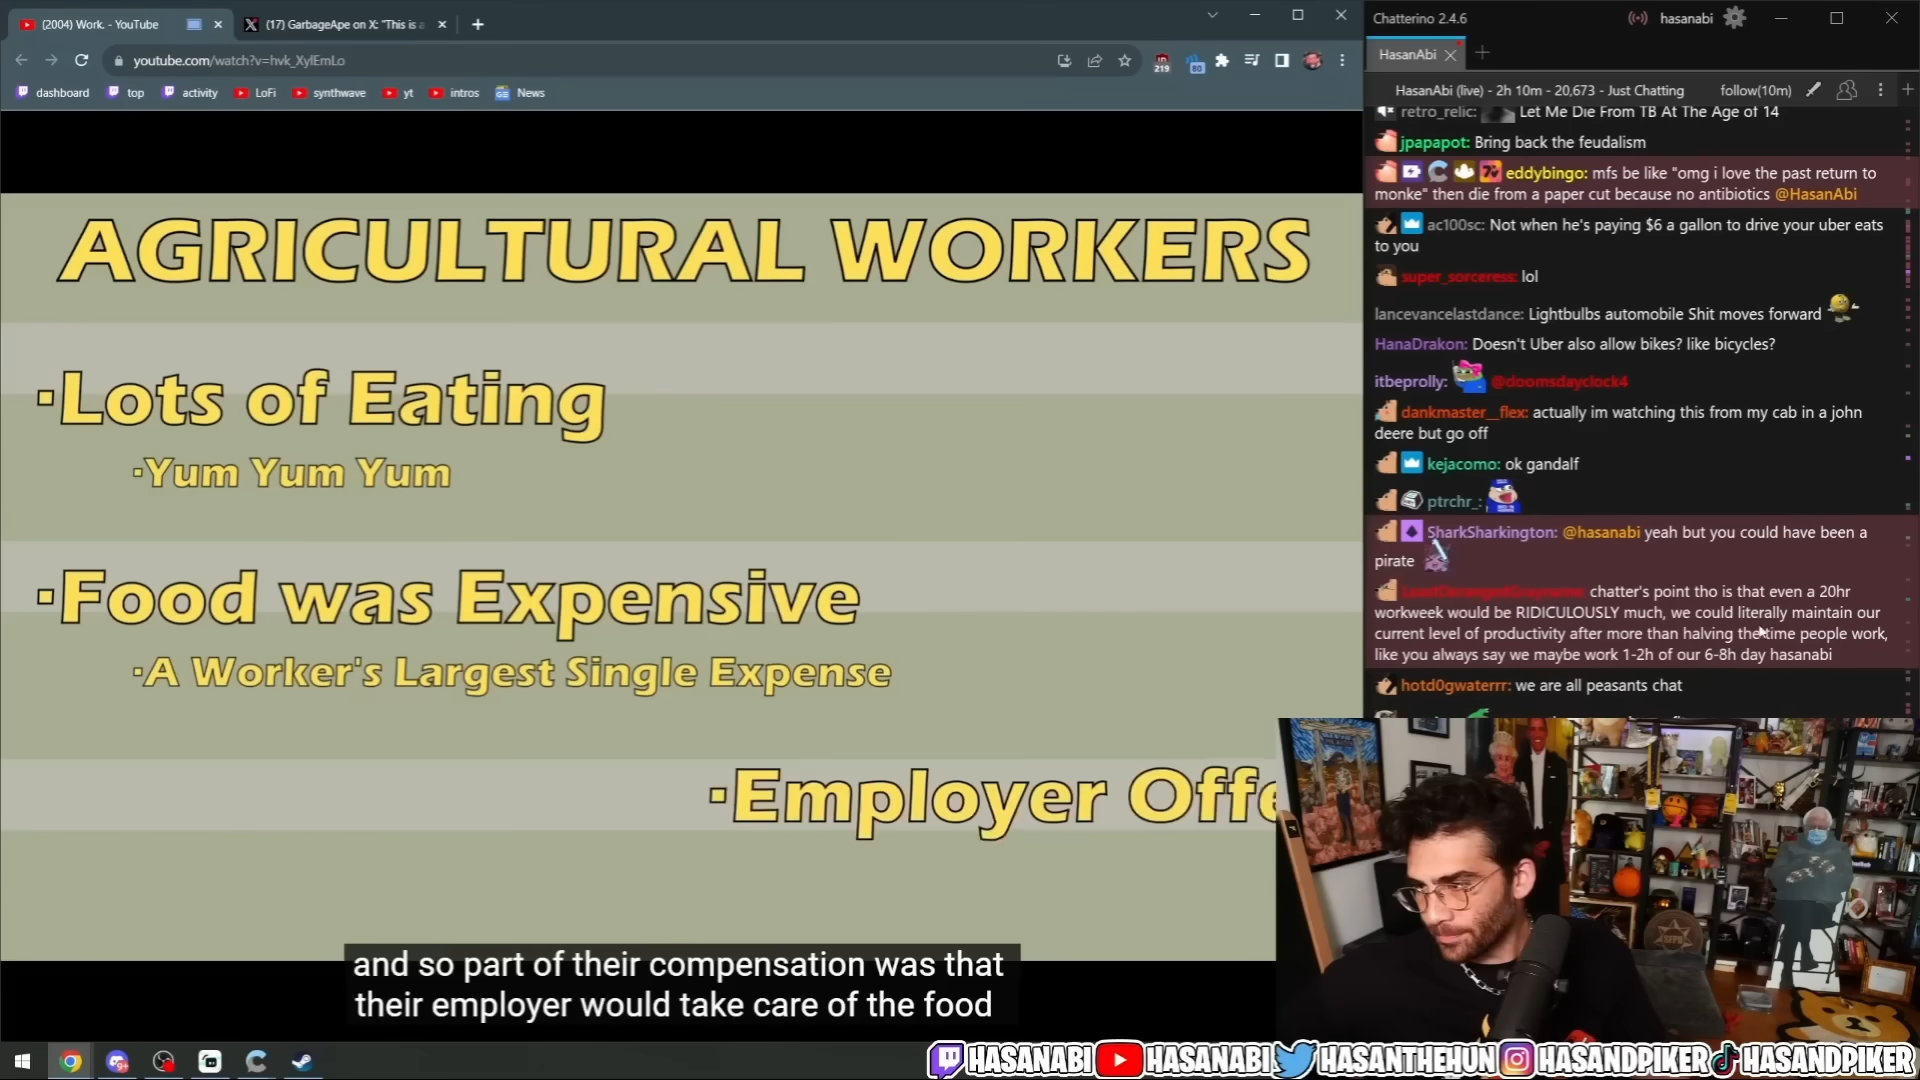 (2004) Work. - YouTube
(17) GarbageApe on X: "This is a
youtube.com/watch?v=hvk_XylEmLo
219
80
dashboard
top
activity
LoFi
synthwave
yt
intros
News
AGRICULTURAL WORKERS
·Lots of Eating
·Yum Yum Yum
·Food was Expensive
·A Worker's Largest Single Expense
·Employer Offe
and so part of their compensation was that
their employer would take care of the food
Chatterino 2.4.6
hasanabi
HasanAbi
HasanAbi (live) - 2h 10m - 20,673 - Just Chatting
follow(10m)
retro_relic: Let Me Die From TB At The Age of 14
jpapapot: Bring back the feudalism
eddybingo: mfs be like "omg i love the past return to
monke" then die from a paper cut because no antibiotics @HasanAbi
ac100sc: Not when he's paying $6 a gallon to drive your uber eats
to you
super_sorceress: lol
lancevancelastdance: Lightbulbs automobile Shit moves forward
HanaDrakon: Doesn't Uber also allow bikes? like bicycles?
itbeprolly: @doomsdayclock4
dankmaster__flex: actually im watching this from my cab in a john
deere but go off
kejacomo: ok gandalf
ptrchr_:
SharkSharkington: @hasanabi yeah but you could have been a
pirate
chatter's point tho is that even a 20hr
workweek would be RIDICULOUSLY much, we could literally maintain our
current level of productivity after more than halving the time people work,
like you always say we maybe work 1-2h of our 6-8h day hasanabi
hotd0gwaterrr: we are all peasants chat
HASANABI
HASANABI
HASANTHEHUN
HASANDPIKER
HASANDPIKER